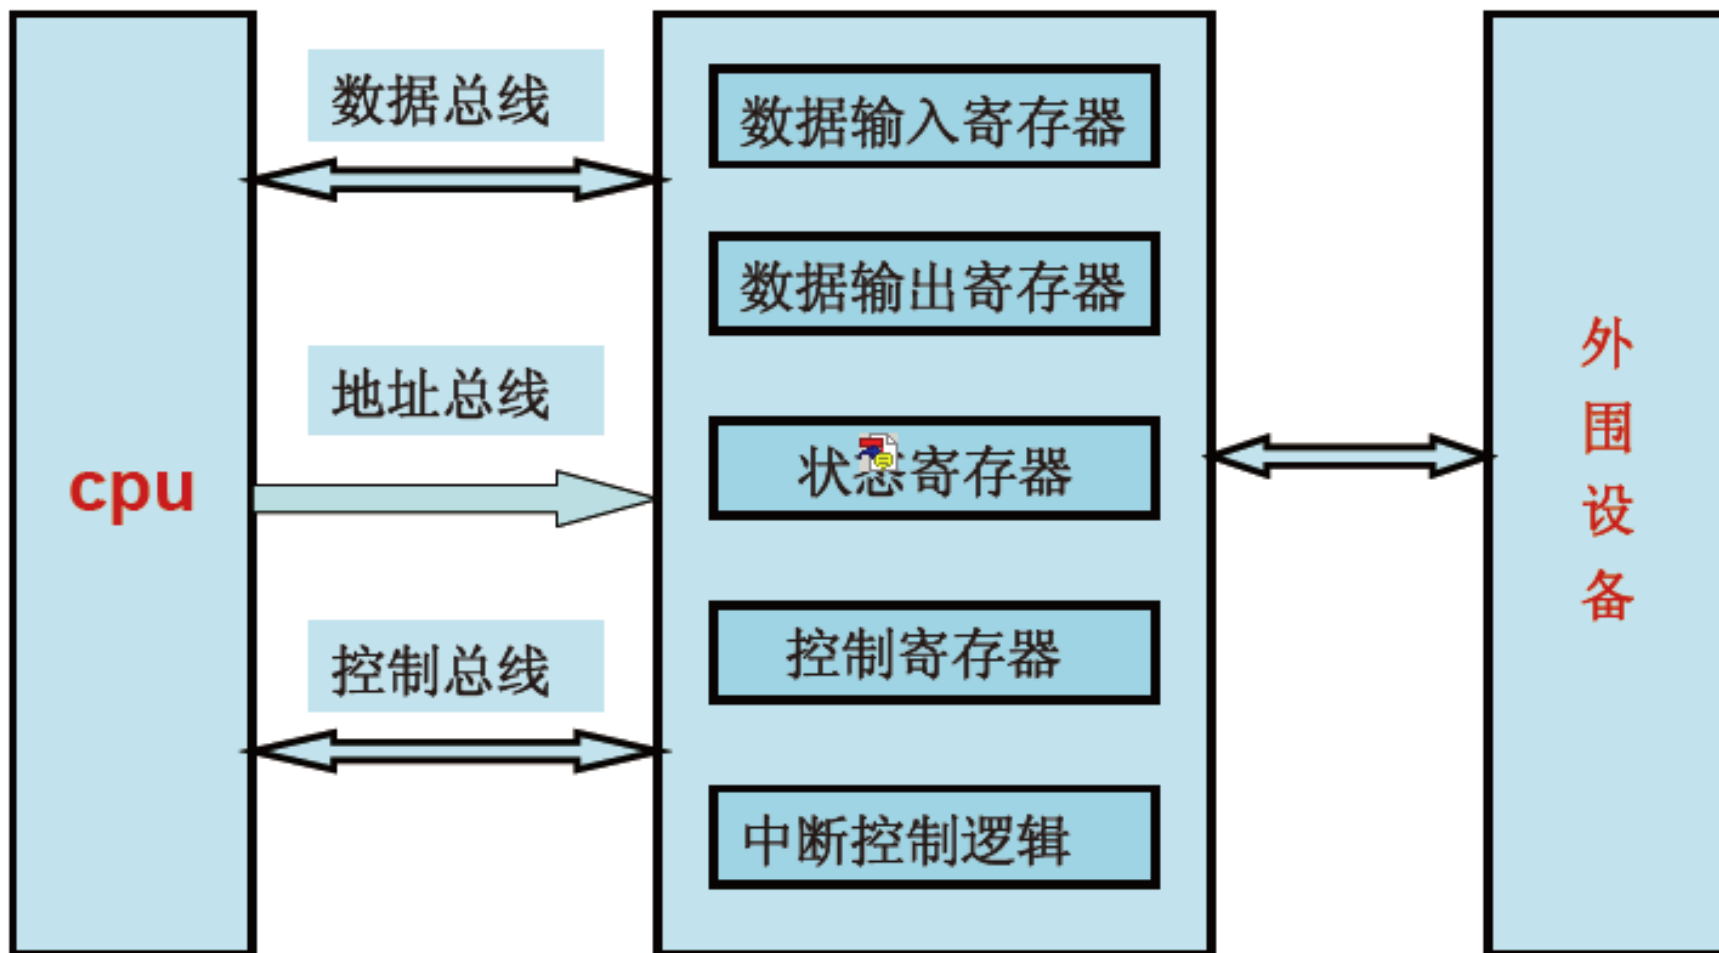 cpu
数据总线
地址总线
控制总线
数据输入寄存器
数据输出寄存器
状态寄存器
控制寄存器
中断控制逻辑
外围设备